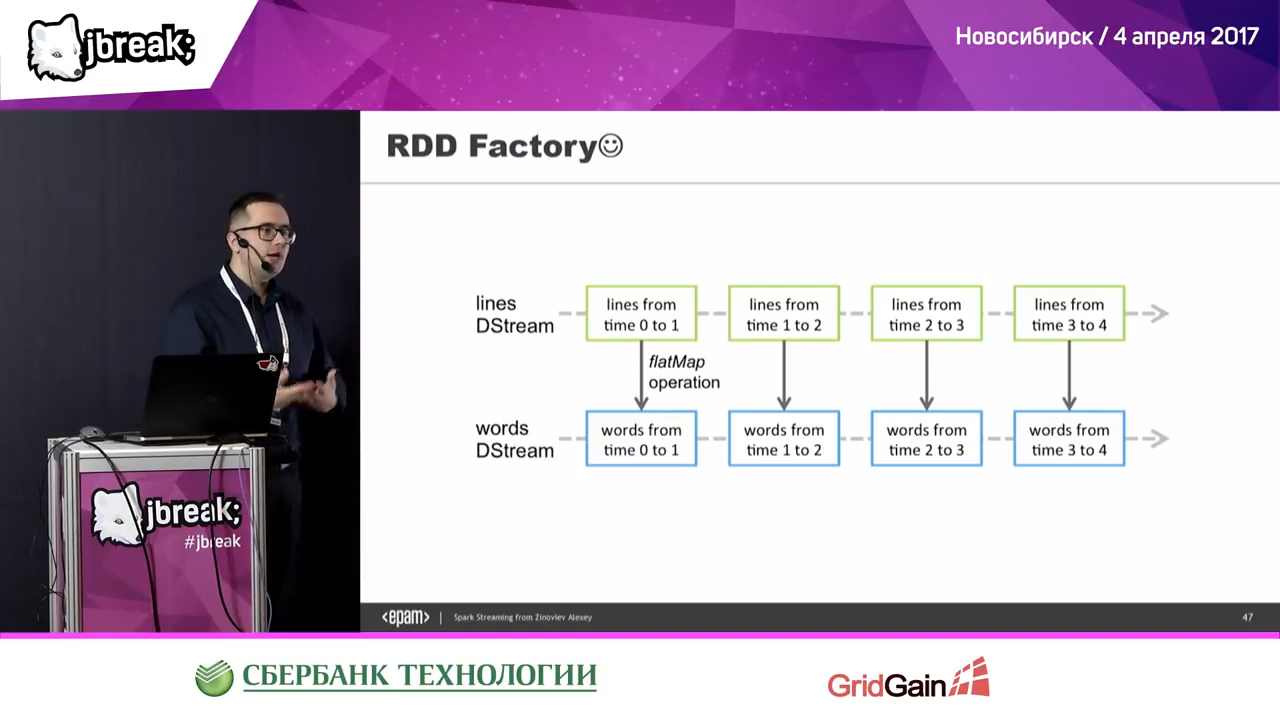 jbreak;
Новосибирск / 4 апреля 2017
RDD Factory☺
lines
DStream
lines from
time 0 to 1
lines from
time 1 to 2
lines from
time 2 to 3
lines from
time 3 to 4
flatMap
operation
words
DStream
words from
time 0 to 1
words from
time 1 to 2
words from
time 2 to 3
words from
time 3 to 4
jbreak;
#jbreak
<epam> | Spark Streaming from Zinoviev Alexey
47
СБЕРБАНК ТЕХНОЛОГИИ
GridGain